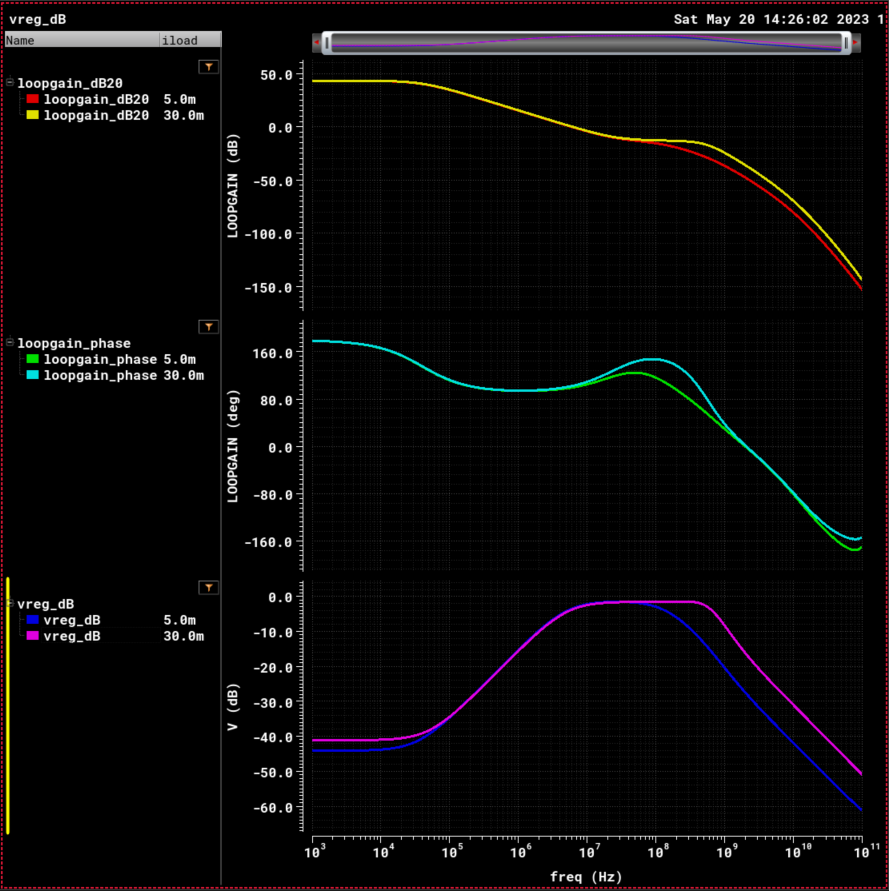 vreg_dB
Sat May 20 14:26:02 2023 1
Name iload
loopgain_dB20
loopgain_dB20 5.0m
loopgain_dB20 30.0m
LOOPGAIN (dB)
50.0
0.0
-50.0
-100.0
-150.0
loopgain_phase
loopgain_phase 5.0m
loopgain_phase 30.0m
LOOPGAIN (deg)
160.0
80.0
0.0
-80.0
-160.0
vreg_dB
vreg_dB 5.0m
vreg_dB 30.0m
V (dB)
0.0
-10.0
-20.0
-30.0
-40.0
-50.0
-60.0
10³ 10⁴ 10⁵ 10⁶ 10⁷ 10⁸ 10⁹ 10¹⁰ 10¹¹
freq (Hz)